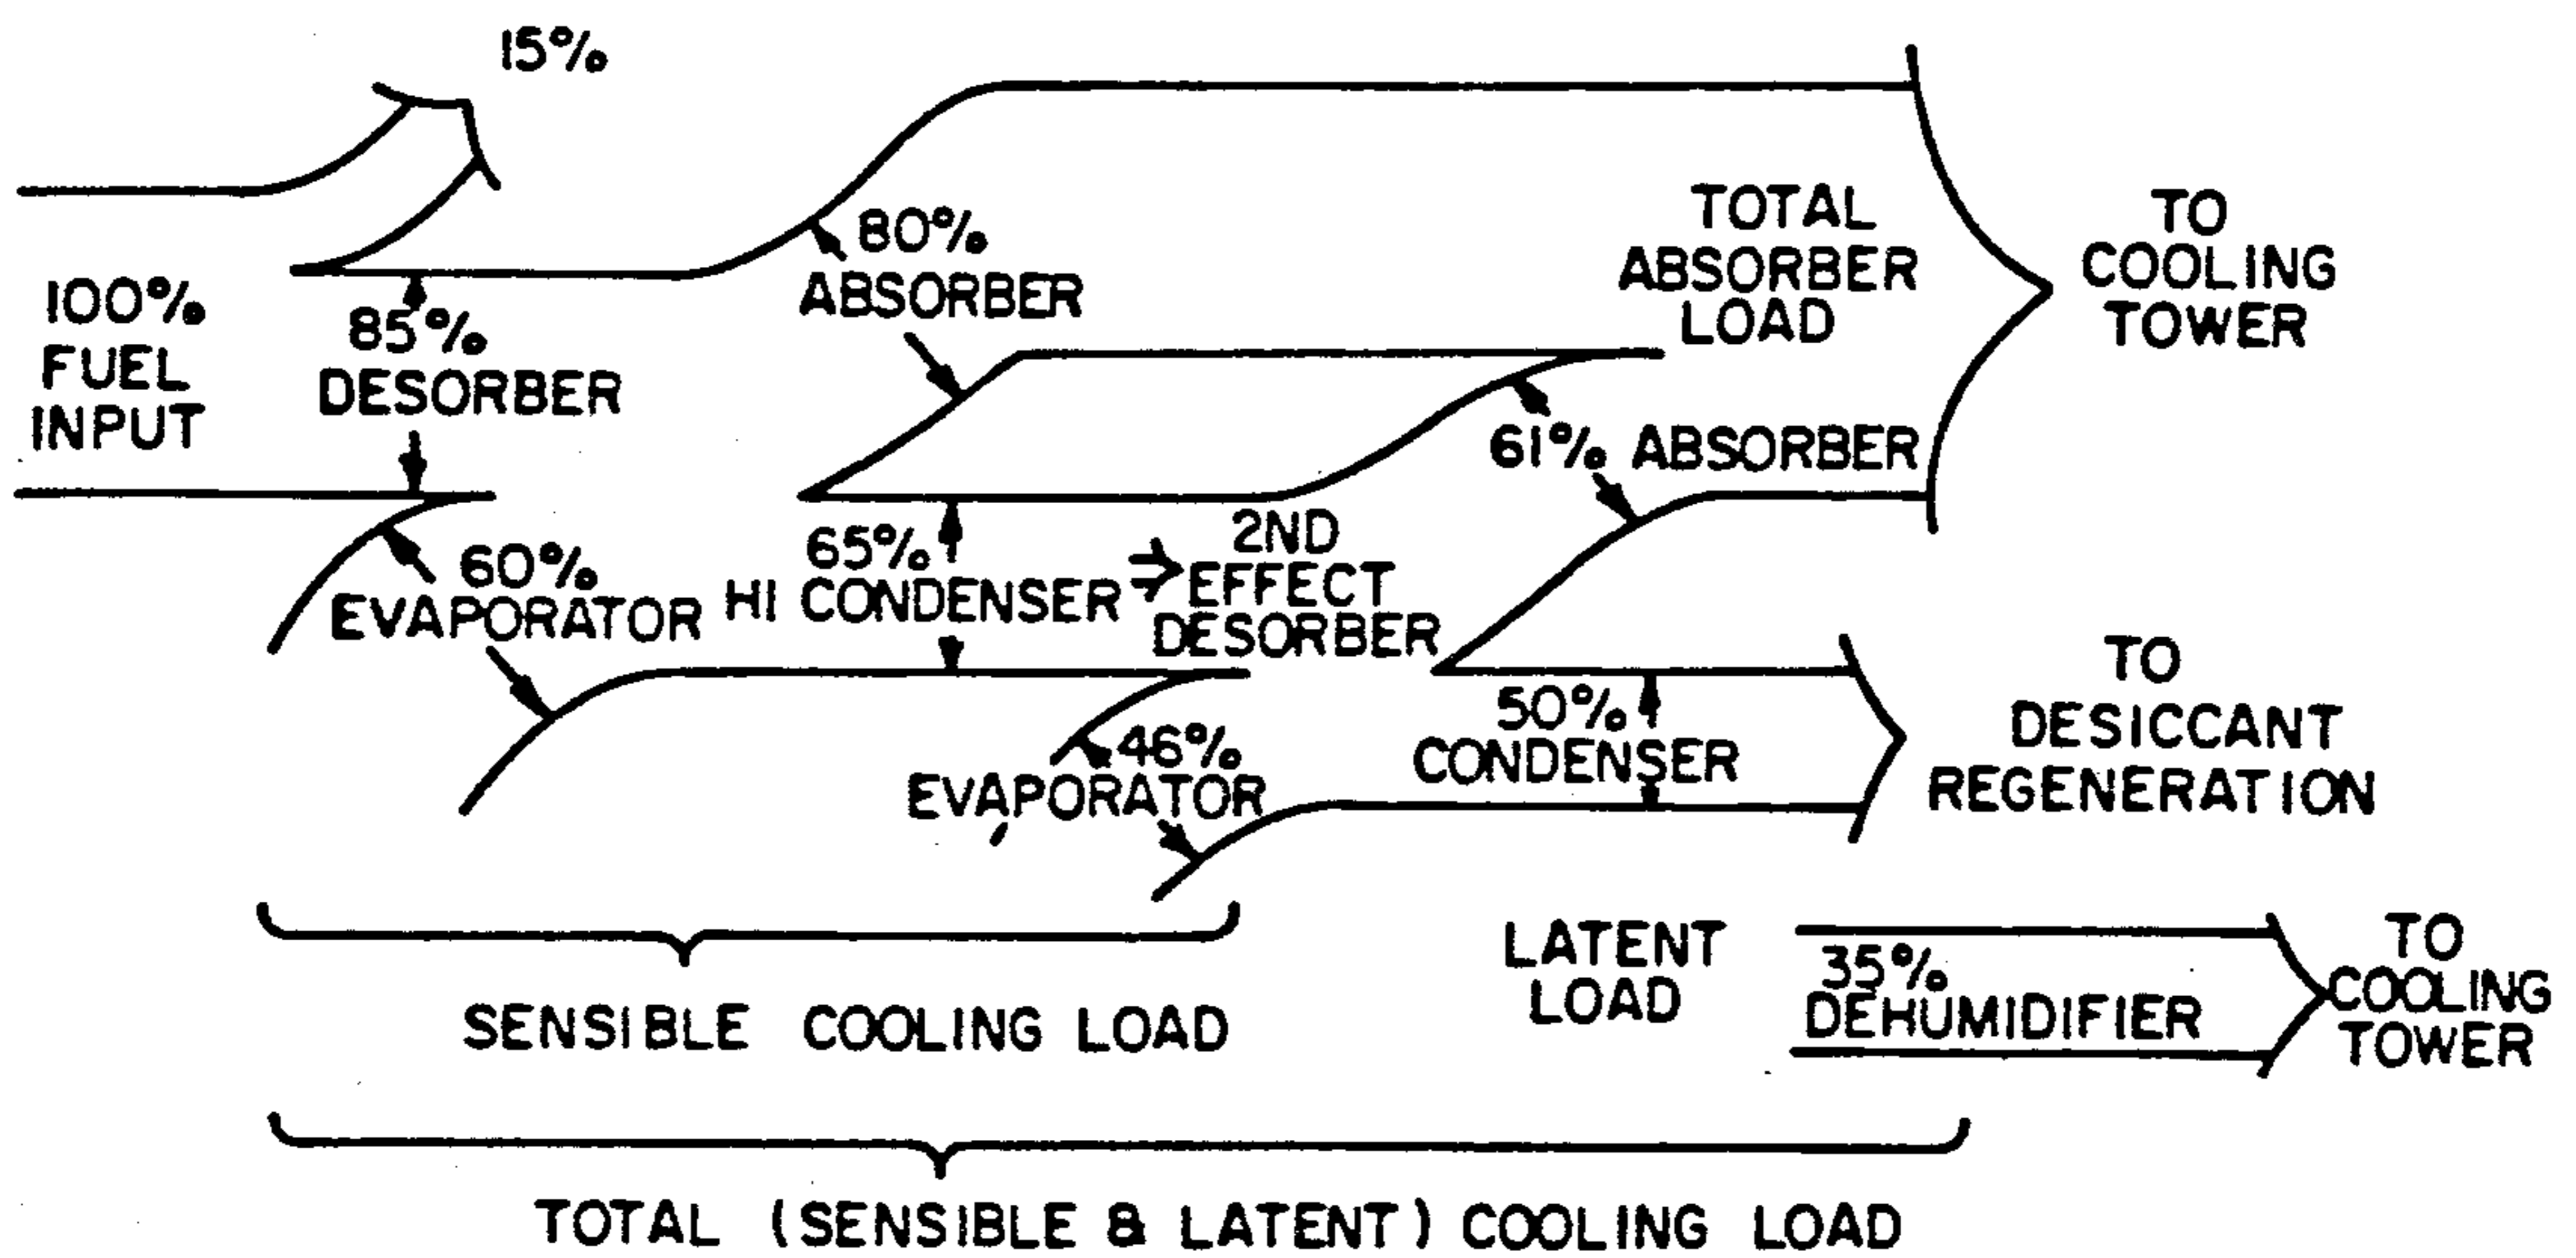 15%
100%
FUEL
INPUT
85%
DESORBER
80%
ABSORBER
TOTAL
ABSORBER
LOAD
TO
COOLING
TOWER
61% ABSORBER
60%
EVAPORATOR
65%
HI CONDENSER
2ND
EFFECT
DESORBER
46%
EVAPORATOR
50%
CONDENSER
TO
DESICCANT
REGENERATION
SENSIBLE COOLING LOAD
LATENT
LOAD
35%
DEHUMIDIFIER
TO
COOLING
TOWER
TOTAL (SENSIBLE & LATENT) COOLING LOAD